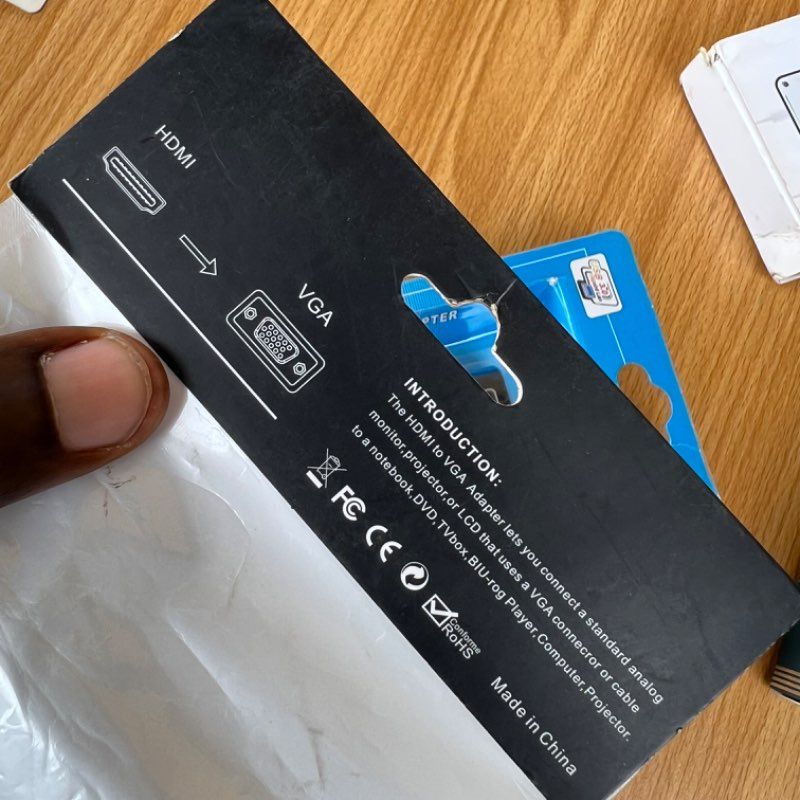 HDMI
VGA
PTER
INTRODUCTION:
The HDMI to VGA Adapter lets you connect a standard analog
monitor,projector,or LCD that uses a VGA connecror or cable
to a notebook,DVD,TVbox,BIU-rog Player,Computer,Projector.
FC CE
Conforme
RoHS
Made in China